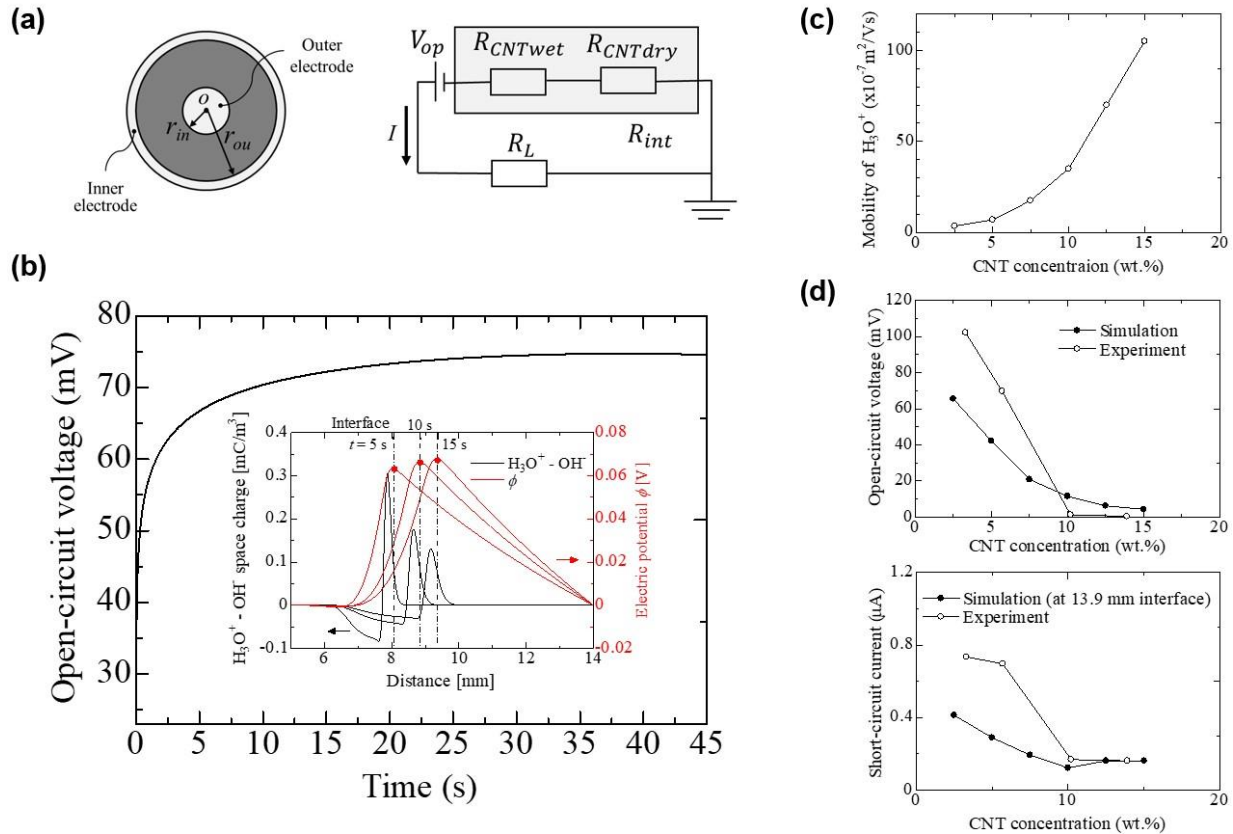 (a)
Outer
electrode
o
r_in
r_ou
Inner
electrode
V_op
R_CNTwet
R_CNTdry
I
R_L
R_int
(b)
Open-circuit voltage (mV)
80
70
60
50
40
30
0 5 10 15 20 25 30 35 40 45
Time (s)
Interface
t = 5 s
10 s
15 s
H₃O⁺ - OH⁻
ϕ
H₃O⁺ - OH⁻ space charge [mC/m³]
0.4
0.3
0.2
0.1
0
-0.1
Electric potential ϕ [V]
0.08
0.06
0.04
0.02
0
-0.02
6 8 10 12 14
Distance [mm]
(c)
Mobility of H₃O⁺ (x10⁻⁷m²/Vs)
100
50
0
0 5 10 15 20
CNT concentraion (wt.%)
(d)
Open-circuit voltage (mV)
120
100
80
60
40
20
0
Simulation
Experiment
0 5 10 15 20
CNT concentration (wt.%)
Short-circuit current (μA)
1.2
0.8
0.4
0
Simulation (at 13.9 mm interface)
Experiment
0 5 10 15 20
CNT concentration (wt.%)